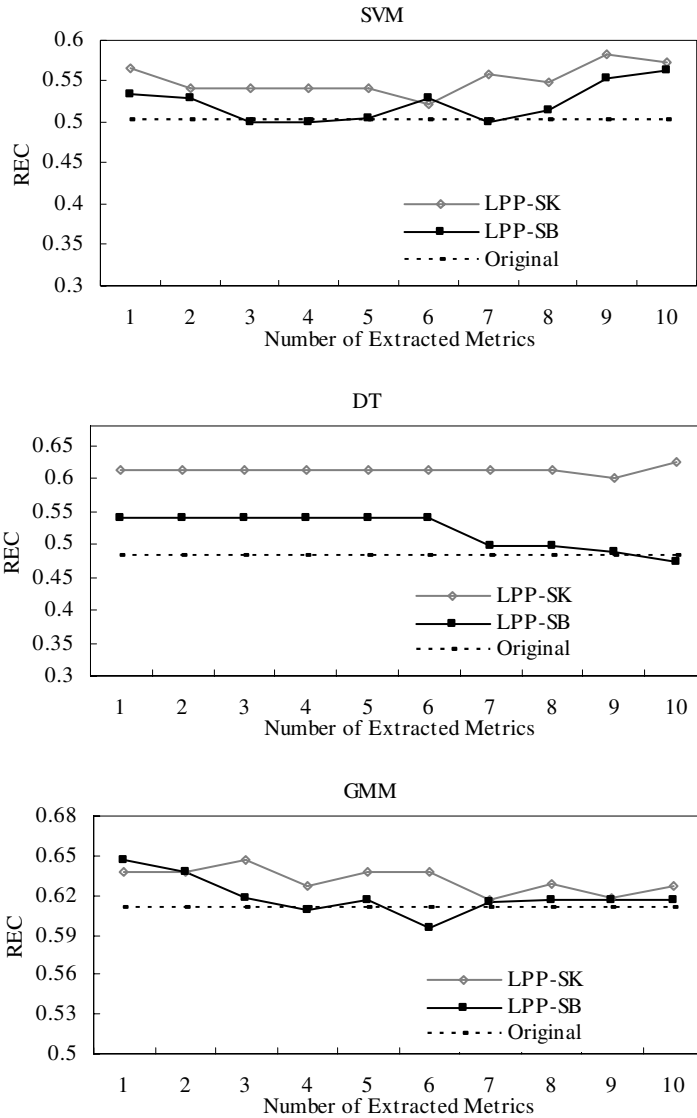 SVM
0.6
0.55
0.5
0.45
0.4
0.35
0.3
REC
LPP-SK
LPP-SB
Original
1 2 3 4 5 6 7 8 9 10
Number of Extracted Metrics
DT
0.65
0.6
0.55
0.5
0.45
0.4
0.35
0.3
REC
LPP-SK
LPP-SB
Original
1 2 3 4 5 6 7 8 9 10
Number of Extracted Metrics
GMM
0.68
0.65
0.62
0.59
0.56
0.53
0.5
REC
LPP-SK
LPP-SB
Original
1 2 3 4 5 6 7 8 9 10
Number of Extracted Metrics